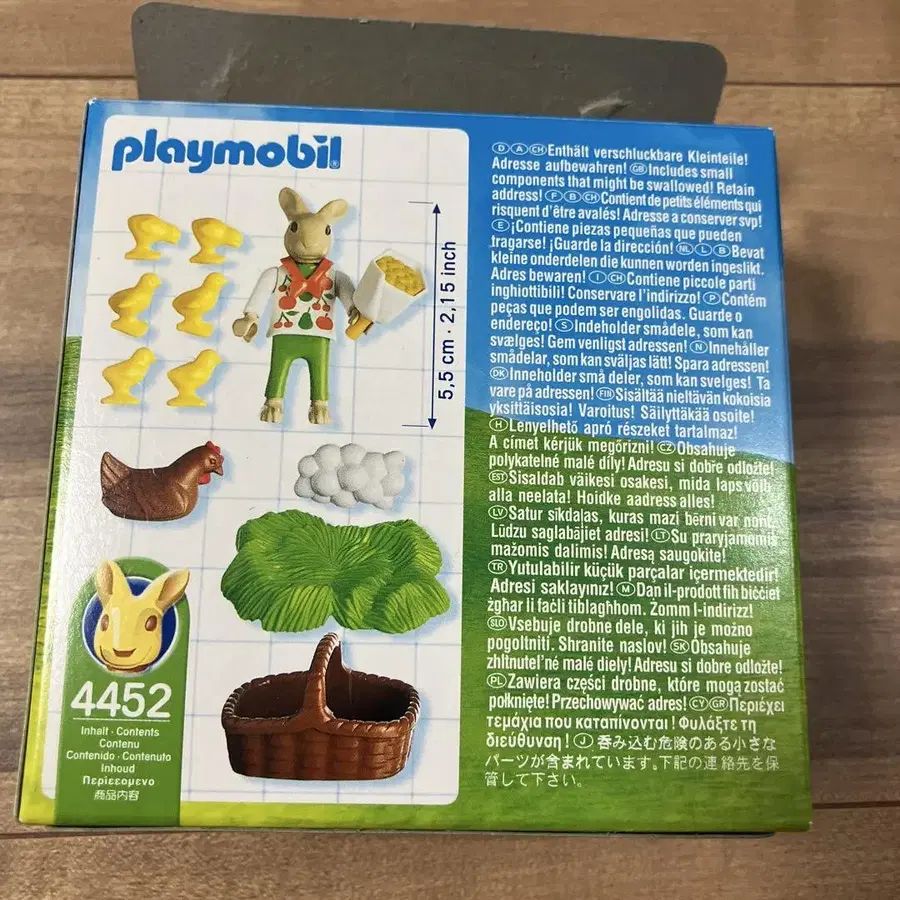 playmobil®
5,5 cm · 2,15 inch
4452
Inhalt · Contents
Contenu
Contenido · Contenuto
Inhoud
Περιεχομενο
商品内容
D A CH Enthält verschluckbare Kleinteile!
Adresse aufbewahren! GB Includes small
components that might be swallowed! Retain
address! F B CH Contient de petits éléments qui
risquent d'être avalés! Adresse a conserver svp!
E ¡Contiene piezas pequeñas que pueden
tragarse! ¡Guarde la dirección! NL L B Bevat
kleine onderdelen die kunnen worden ingeslikt.
Adres bewaren! I CH Contiene piccole parti
inghiottibili! Conservare l'indirizzo! P Contém
peças que podem ser engolidas. Guarde o
endereço! S Indeholder smådele, som kan
svælges! Gem venligst adressen! N Innehåller
smådelar, som kan sväljas lätt! Spara adressen!
DK Inneholder små deler, som kan svelges! Ta
vare på adressen! FIN Sisältää nieltävän kokoisia
yksittäisosia! Varoitus! Säilyttäkää osoite!
H Lenyelhető apró részeket tartalmaz!
A címet kérjük megőrizni! CZ Obsahuje
polykatelné malé díly! Adresu si dobře odložte!
EST Sisaldab väikesi osakesi, mida laps võib
alla neelata! Hoidke aadress alles!
LV Satur sīkdaļas, kuras mazi bērni var norīt.
Lūdzu saglabājiet adresi! LT Su praryjamomis
mažomis dalimis! Adresą saugokite!
TR Yutulabilir küçük parçalar içermektedir!
Adresi saklayınız! M Dan il-prodott fih biċċiet
żgħar li faċli tiblagħhom. Żomm l-indirizz!
SLO Vsebuje drobne dele, ki jih je možno
pogoltniti. Shranite naslov! SK Obsahuje
zhltnuteľné malé diely! Adresu si dobre odložte!
PL Zawiera części drobne, które mogą zostać
połknięte! Przechowywać adres! CY GR Περιέχει
τεμάχια που καταπίνονται! Φυλάξτε τη
διεύθυνση! J 呑み込む危険のある小さな
パーツが含まれています。下記の連絡先を保
管して下さい。